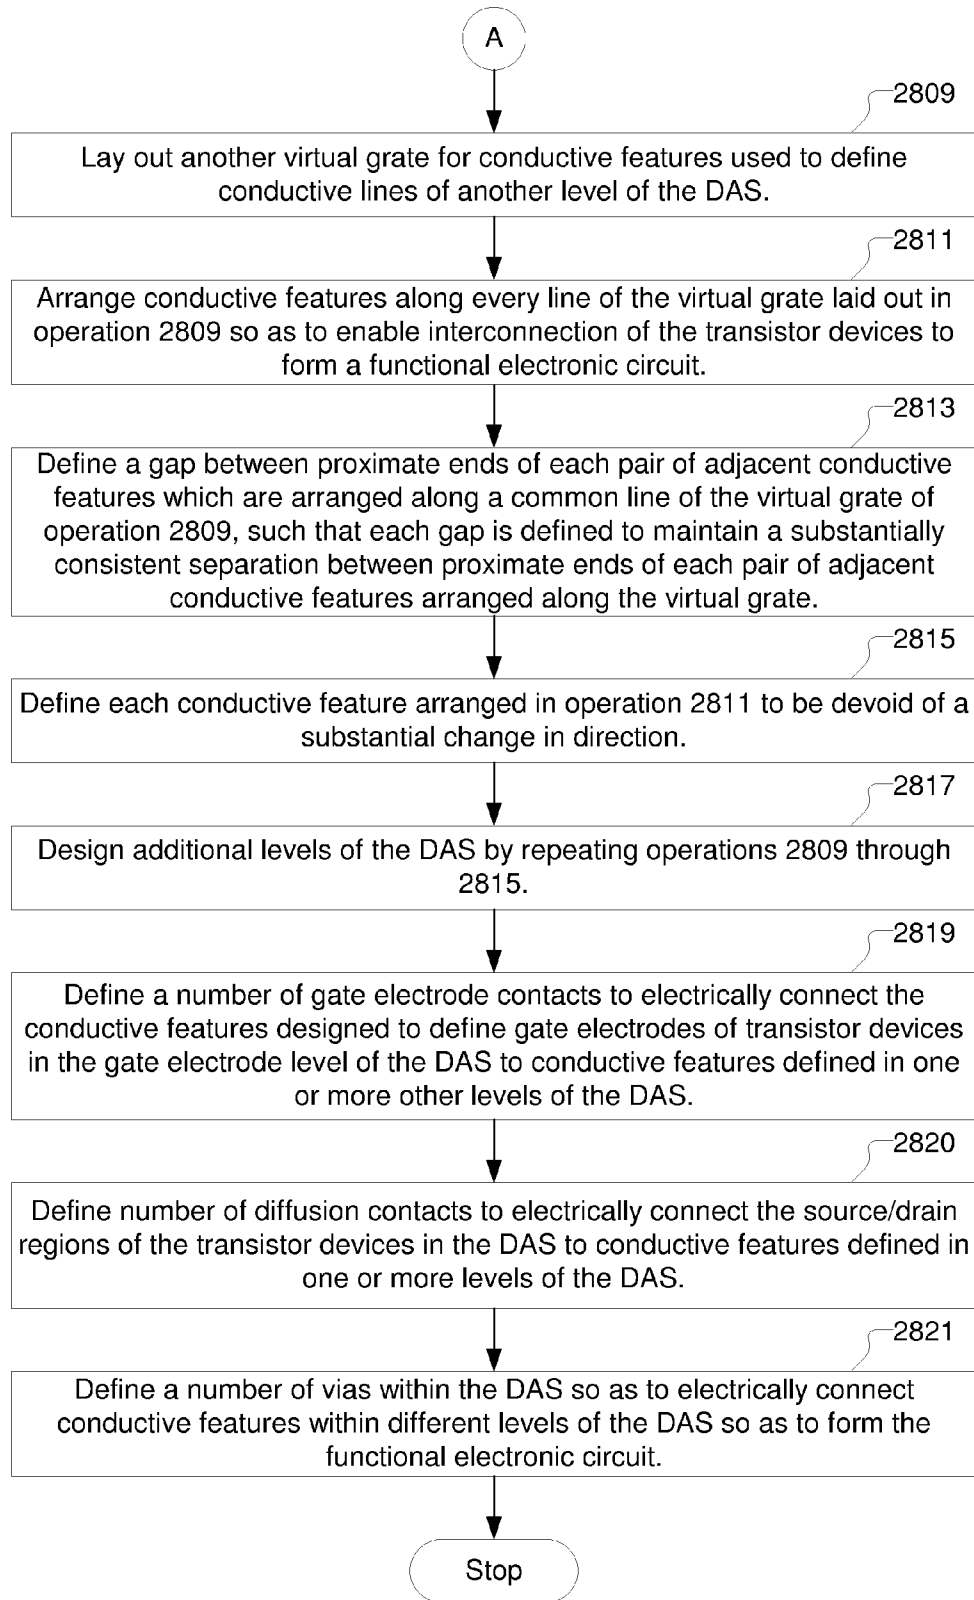 A
2809
Lay out another virtual grate for conductive features used to define
conductive lines of another level of the DAS.
2811
Arrange conductive features along every line of the virtual grate laid out in
operation 2809 so as to enable interconnection of the transistor devices to
form a functional electronic circuit.
2813
Define a gap between proximate ends of each pair of adjacent conductive
features which are arranged along a common line of the virtual grate of
operation 2809, such that each gap is defined to maintain a substantially
consistent separation between proximate ends of each pair of adjacent
conductive features arranged along the virtual grate.
2815
Define each conductive feature arranged in operation 2811 to be devoid of a
substantial change in direction.
2817
Design additional levels of the DAS by repeating operations 2809 through
2815.
2819
Define a number of gate electrode contacts to electrically connect the
conductive features designed to define gate electrodes of transistor devices
in the gate electrode level of the DAS to conductive features defined in one
or more other levels of the DAS.
2820
Define number of diffusion contacts to electrically connect the source/drain
regions of the transistor devices in the DAS to conductive features defined in
one or more levels of the DAS.
2821
Define a number of vias within the DAS so as to electrically connect
conductive features within different levels of the DAS so as to form the
functional electronic circuit.
Stop